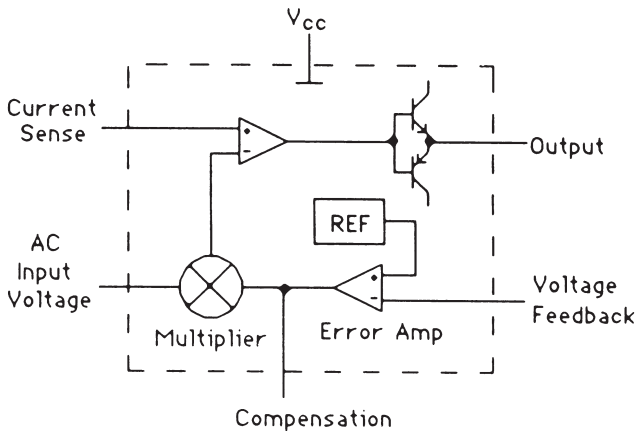 Vcc
Current
Sense
Output
REF
AC
Input
Voltage
Voltage
Feedback
Multiplier
Error Amp
Compensation